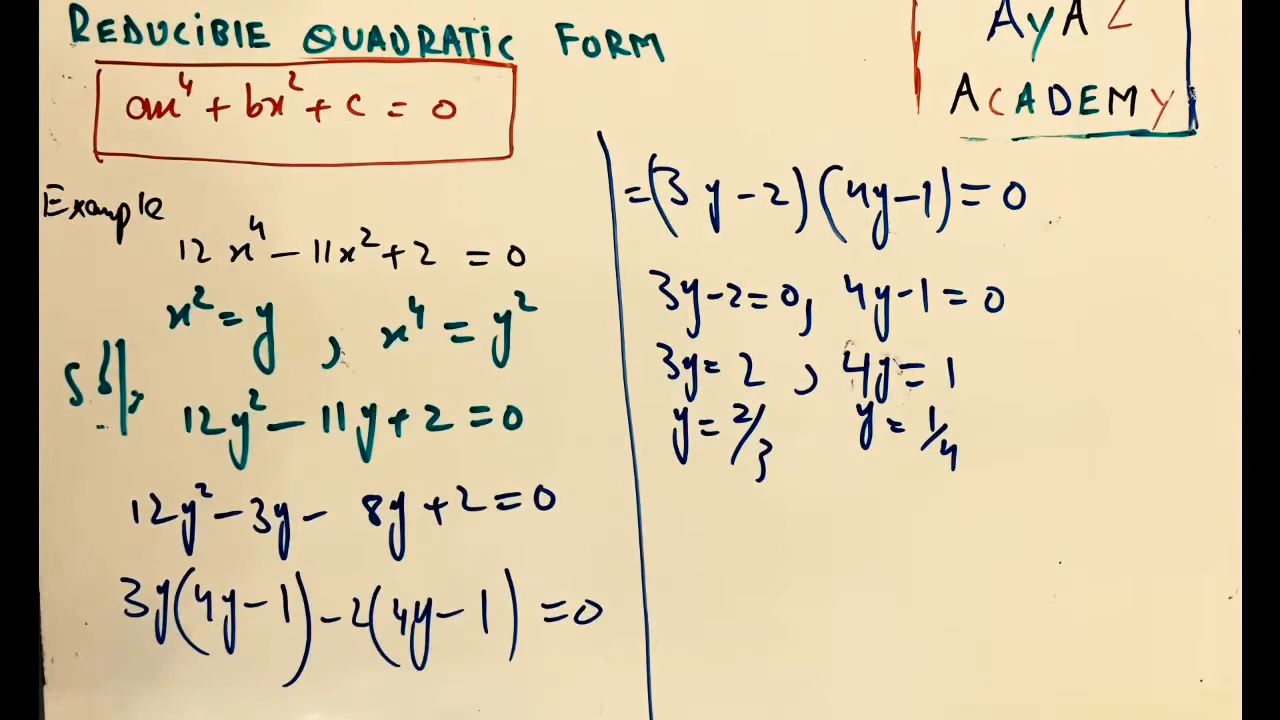 REDUCIBLE QUADRATIC FORM
ax⁴ + bx² + c = 0
AYAZ
ACADEMY
Example
12 x⁴ - 11x² + 2 = 0
x² = y , x⁴ = y²
12y² - 11y + 2 = 0
12y² - 3y - 8y + 2 = 0
3y(4y - 1) - 2(4y - 1) = 0
= (3y - 2)(4y - 1) = 0
3y - 2 = 0, 4y - 1 = 0
3y = 2 , 4y = 1
y = 2/3 y = 1/4